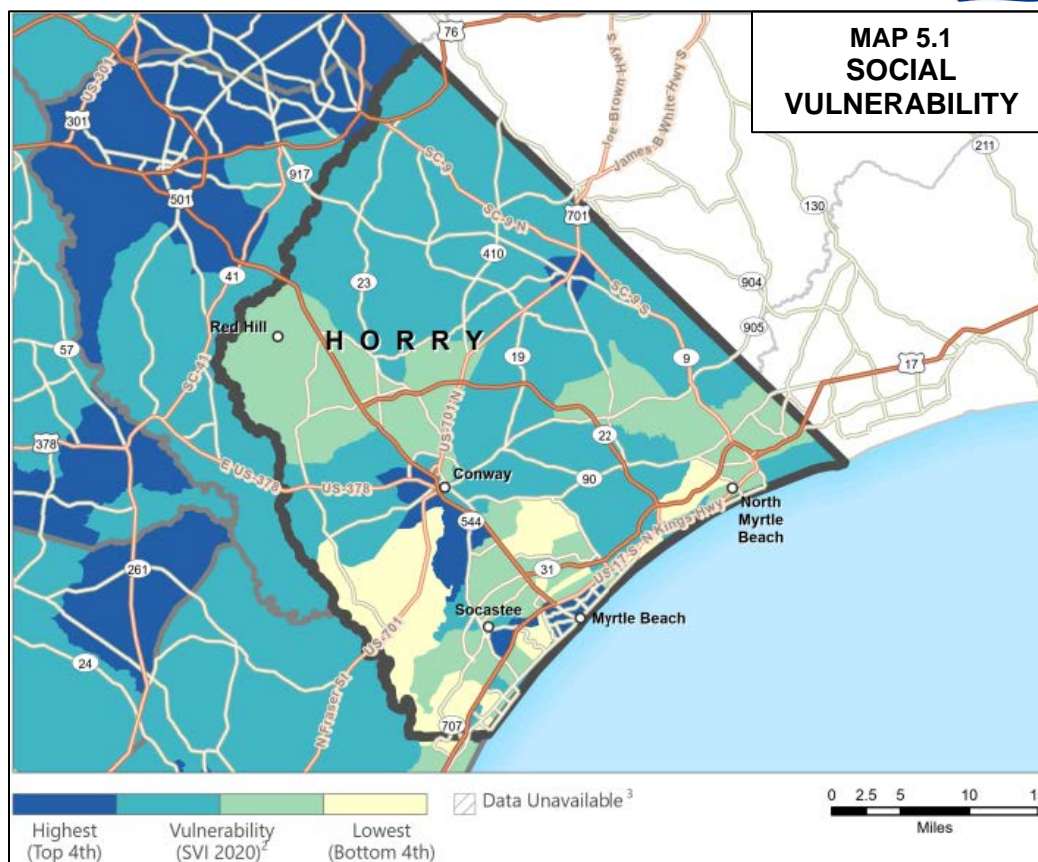 MAP 5.1
SOCIAL
VULNERABILITY
76
US-301
301
Joe Brown Hwy S
James B White Hwy S
211
917
SC-9
501
130
701
SC-9 N
410
41
23
SC-9 S
904
905
Red Hill
HORRY
57
SC-41
19
9
17
US-701 N
22
378
E US-378
US-378
Conway
90
North
Myrtle
Beach
544
N Kings Hwy
US-17 S
31
261
Socastee
Myrtle Beach
24
US-701
N Fraser St
707
Data Unavailable 3
Highest
(Top 4th)
Vulnerability
(SVI 2020)2
Lowest
(Bottom 4th)
0 2.5 5 10
Miles